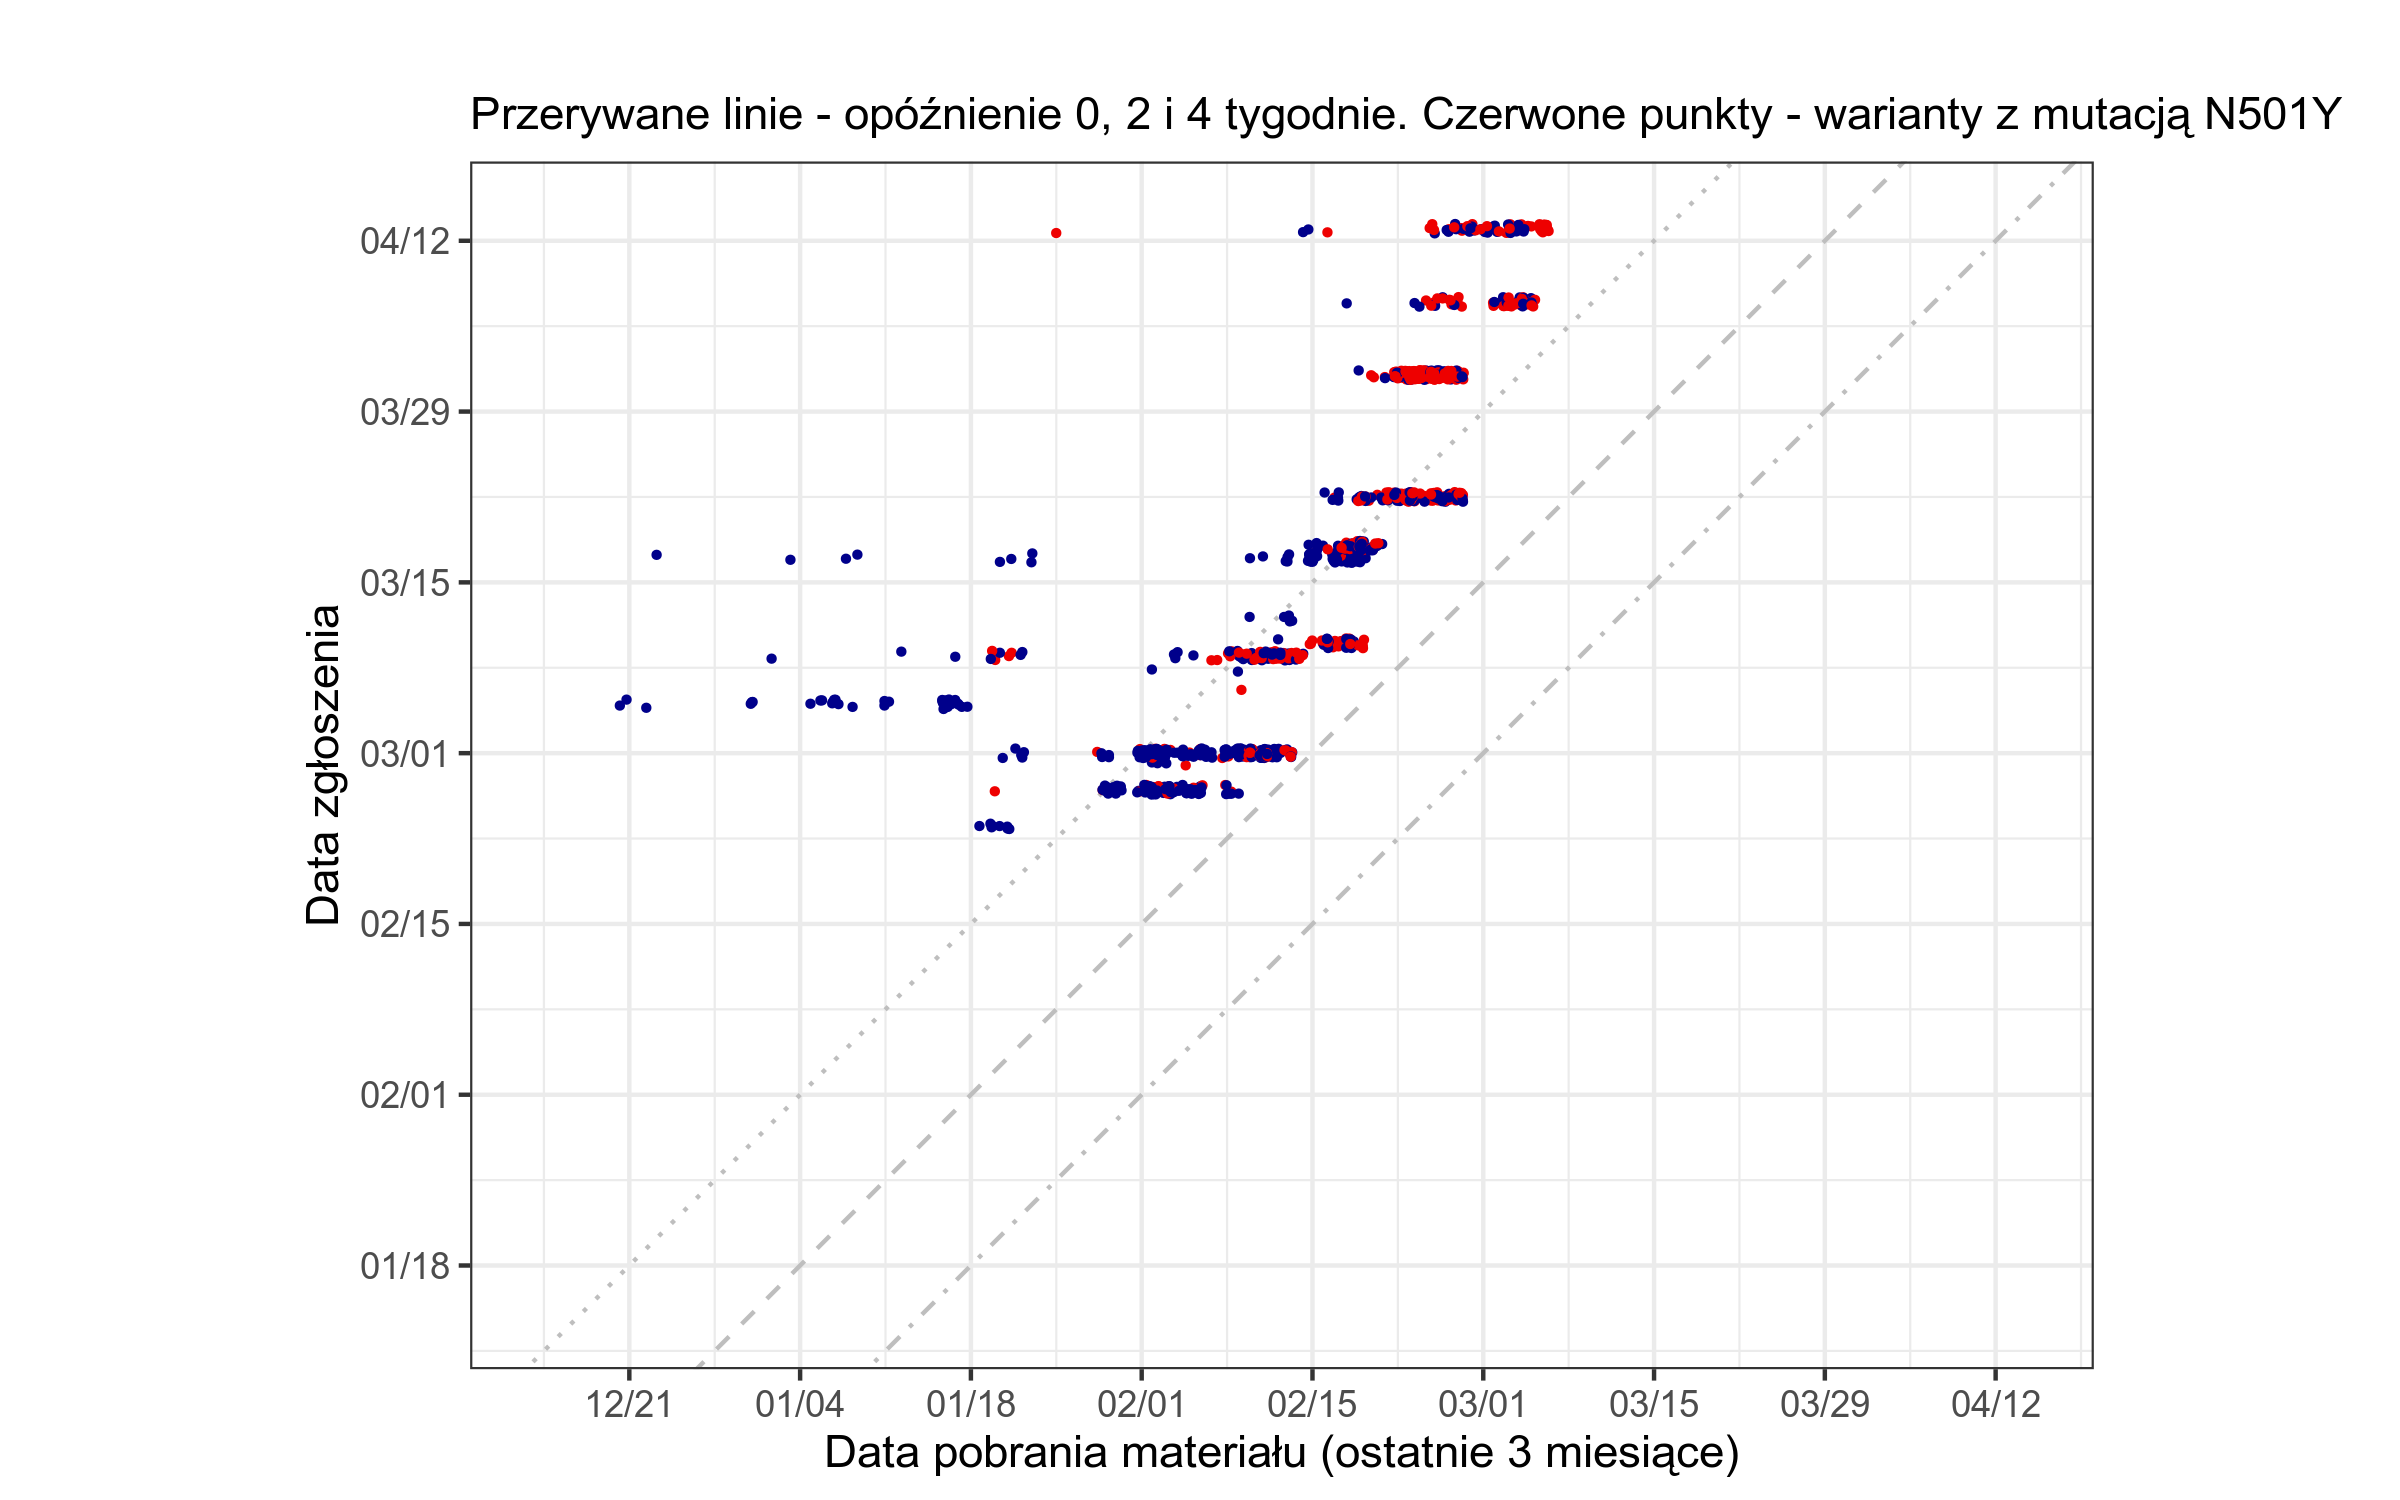 Przerywane linie - opóźnienie 0, 2 i 4 tygodnie. Czerwone punkty - warianty z mutacją N501Y
Data zgłoszenia
04/12
03/29
03/15
03/01
02/15
02/01
01/18
12/21 01/04 01/18 02/01 02/15 03/01 03/15 03/29 04/12
Data pobrania materiału (ostatnie 3 miesiące)